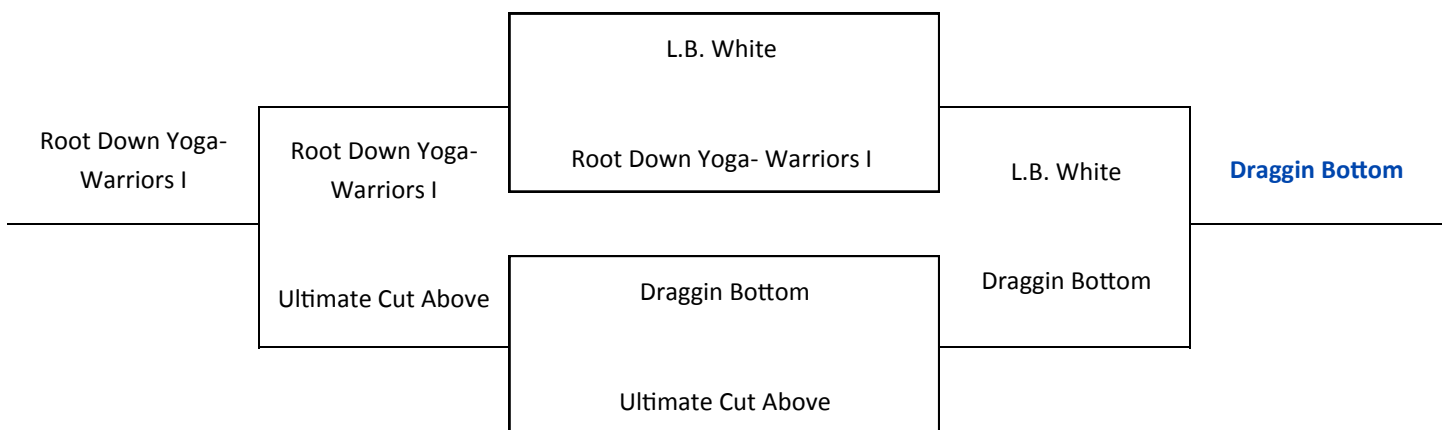 L.B. White
Root Down Yoga-
Warriors I
Root Down Yoga-
Warriors I
Root Down Yoga- Warriors I
L.B. White
Draggin Bottom
Ultimate Cut Above
Draggin Bottom
Draggin Bottom
Ultimate Cut Above